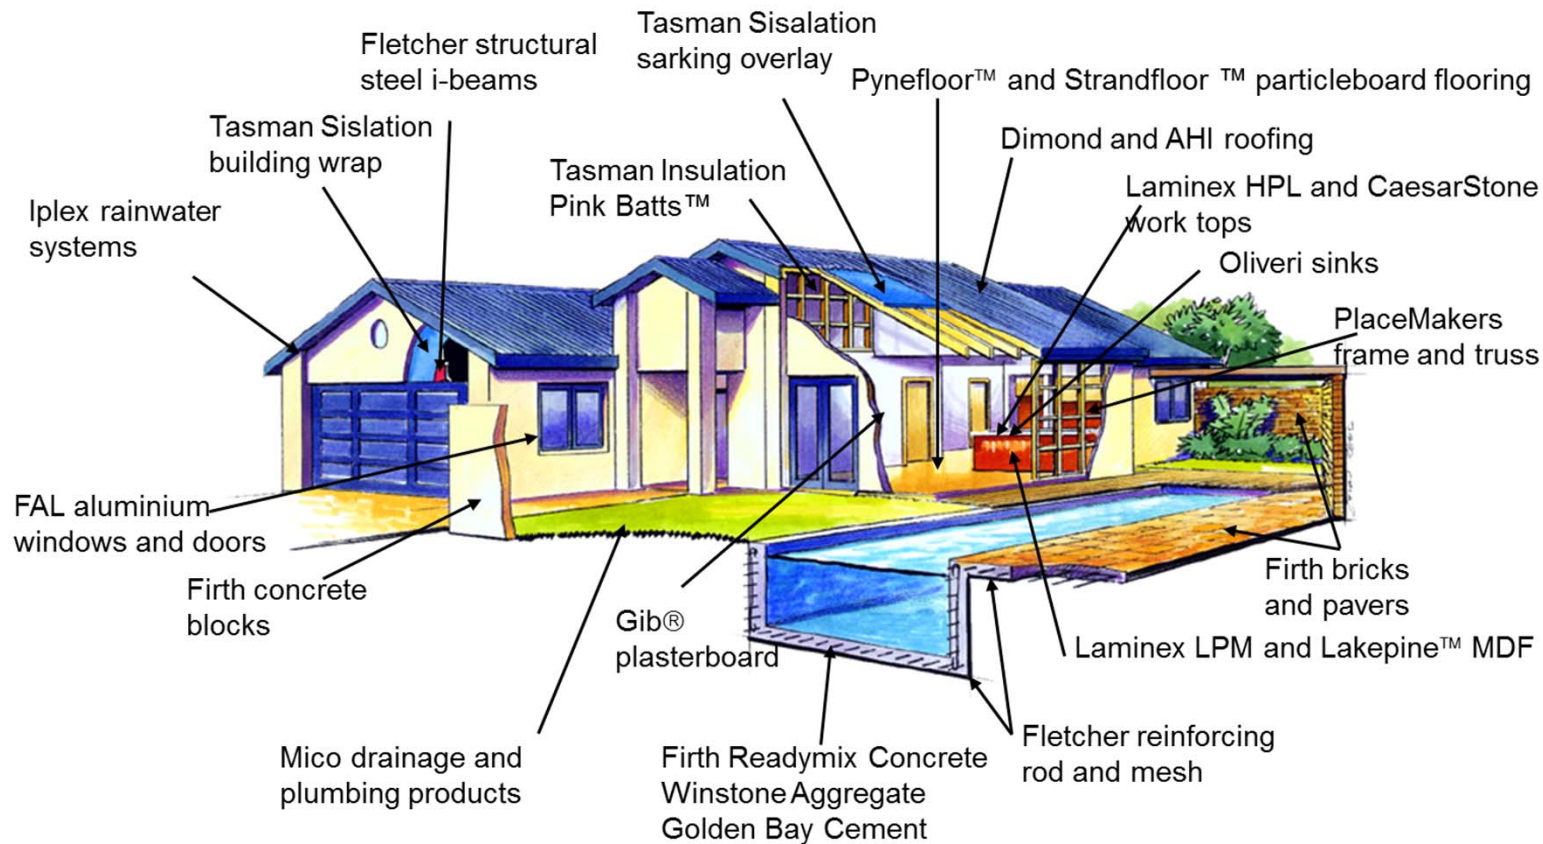 Tasman Sisalation
sarking overlay
Fletcher structural
steel i-beams
Pynefloor™ and Strandfloor ™ particleboard flooring
Tasman Sislation
building wrap
Dimond and AHI roofing
Tasman Insulation
Pink Batts™
Laminex HPL and CaesarStone
work tops
Iplex rainwater
systems
Oliveri sinks
PlaceMakers
frame and truss
FAL aluminium
windows and doors
Firth concrete
blocks
Gib®
plasterboard
Firth bricks
and pavers
Laminex LPM and Lakepine™ MDF
Mico drainage and
plumbing products
Firth Readymix Concrete
Winstone Aggregate
Golden Bay Cement
Fletcher reinforcing
rod and mesh